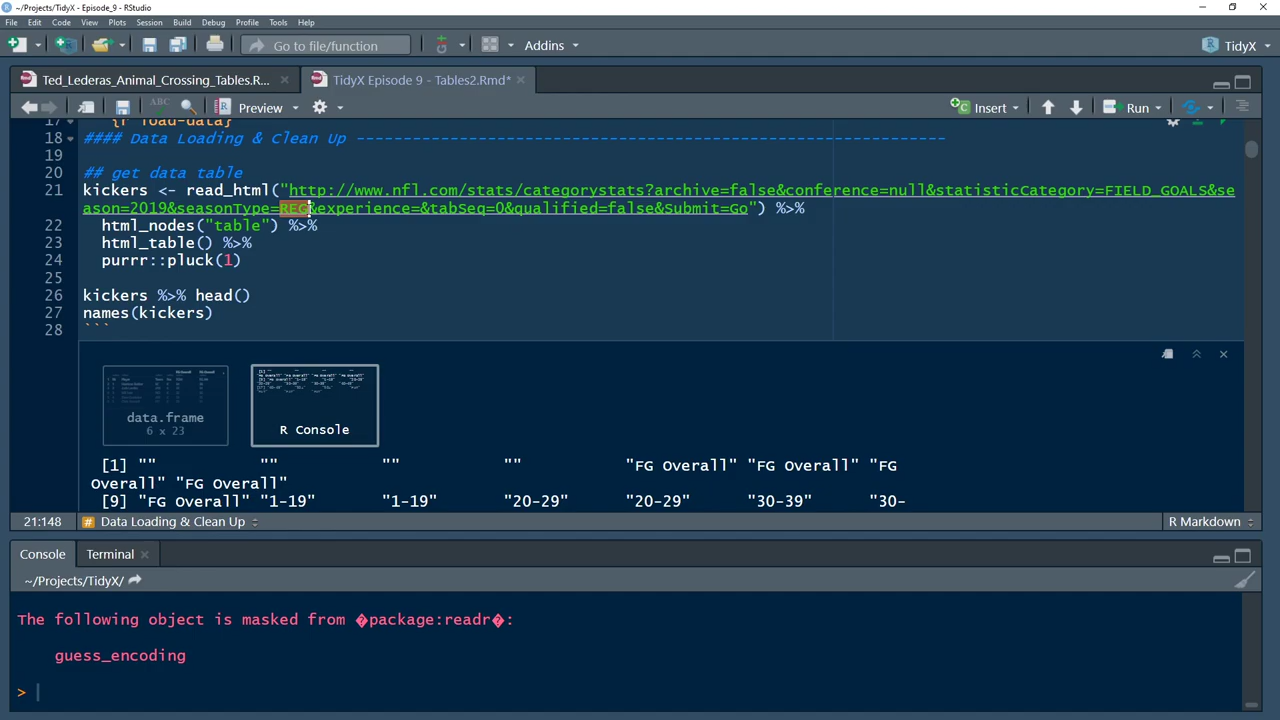 ~/Projects/TidyX - Episode_9 - RStudio
File Edit Code View Plots Session Build Debug Profile Tools Help
Go to file/function Addins TidyX
Ted_Lederas_Animal_Crossing_Tables.R... TidyX Episode 9 - Tables2.Rmd*
ABC Preview Insert Run
17
18 #### Data Loading & Clean Up ----------------------------------------------------------
19
20 ## get data table
21 kickers <- read_html("http://www.nfl.com/stats/categorystats?archive=false&conference=null&statisticCategory=FIELD_GOALS&se
ason=2019&seasonType=REG&experience=&tabSeq=0&qualified=false&Submit=Go") %>%
22 html_nodes("table") %>%
23 html_table() %>%
24 purrr::pluck(1)
25
26 kickers %>% head()
27 names(kickers)
28 ```
data.frame
6 x 23
R Console
[1] "" "" "" "" "FG Overall" "FG Overall" "FG
Overall" "FG Overall"
[9] "FG Overall" "1-19" "1-19" "20-29" "20-29" "30-39" "30-
21:148 # Data Loading & Clean Up R Markdown
Console Terminal
~/Projects/TidyX/
The following object is masked from �package:readr�:
guess_encoding
>